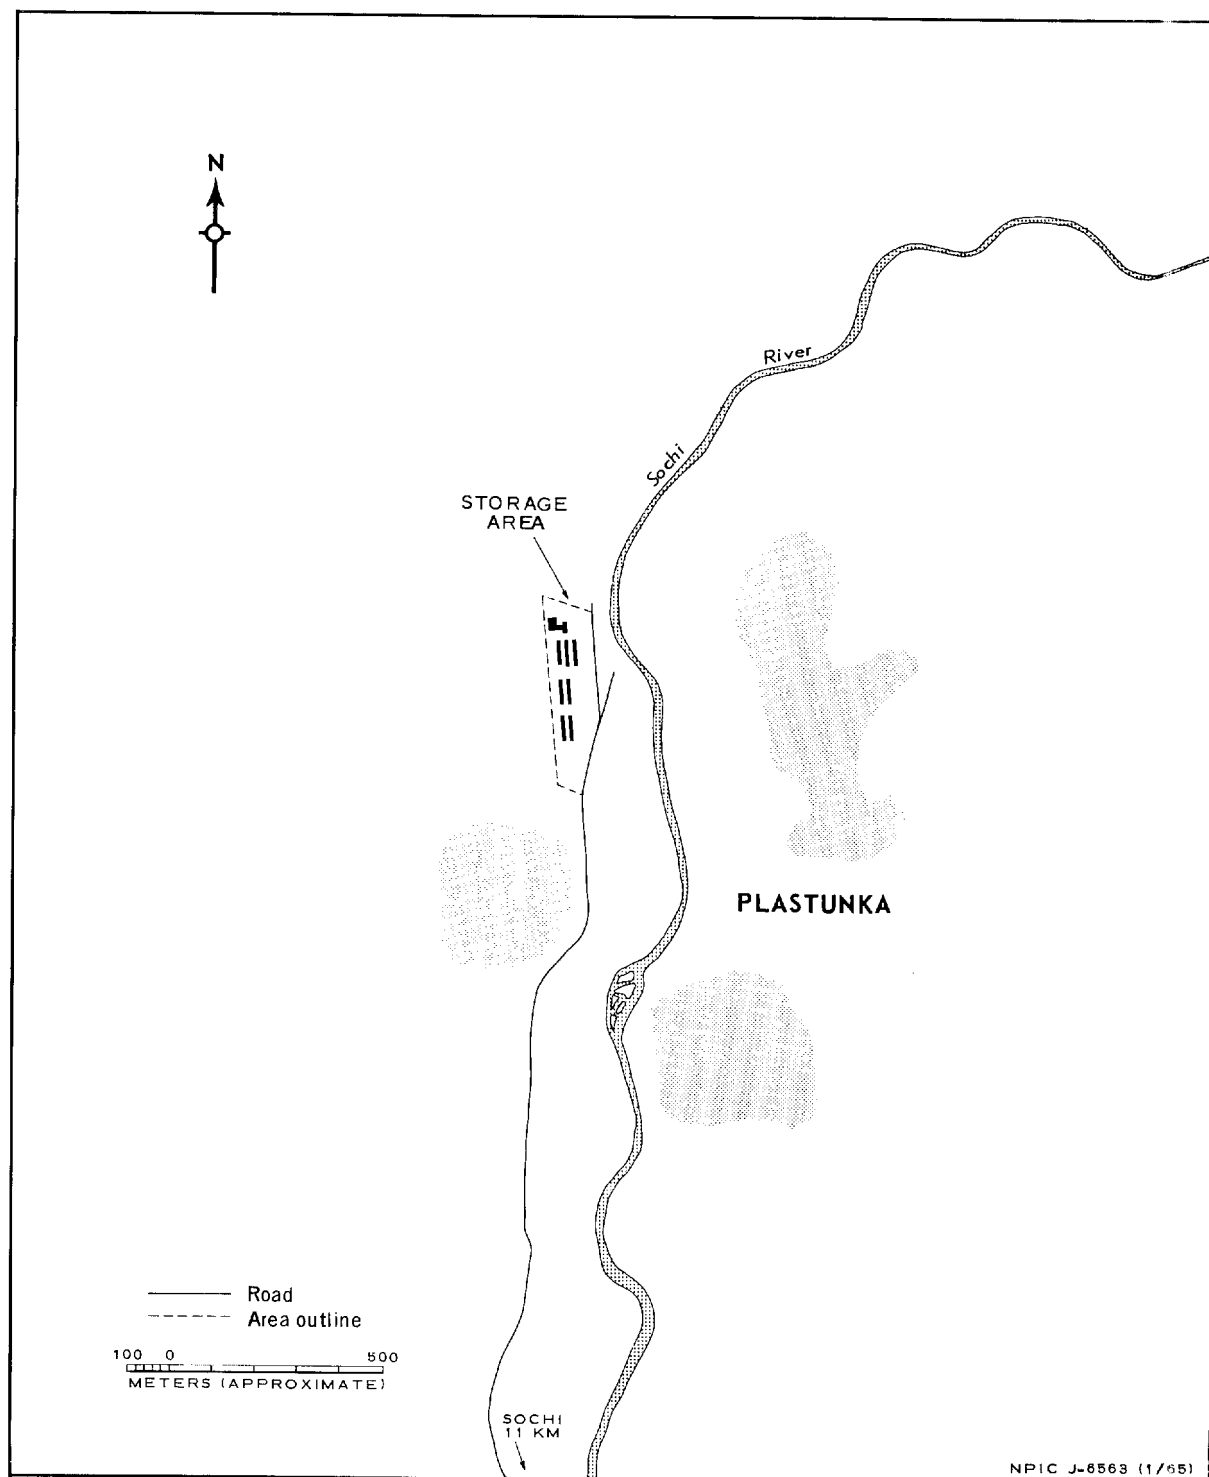 N
River
Sochi
STORAGE
AREA
PLASTUNKA
Road
Area outline
100 0 500
METERS (APPROXIMATE)
SOCHI
11 KM
NPIC J-6563 (1/65)